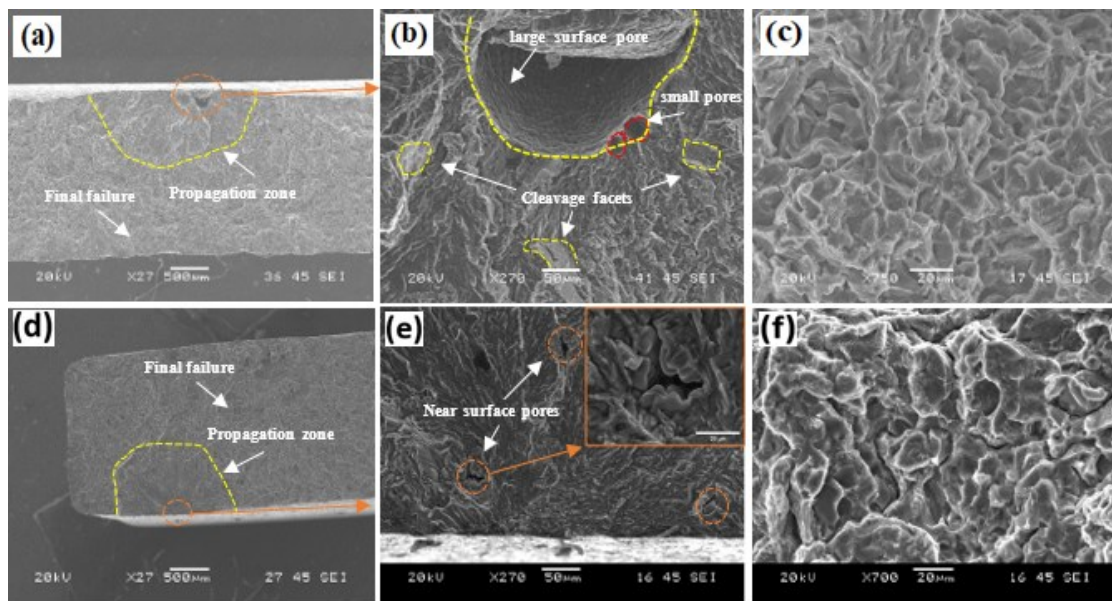 (a)
Final failure
Propagation zone
20kV X27 500µm 36 45 SEI
(b)
large surface pore
small pores
Cleavage facets
20kV X270 50µm 41 45 SEI
(c)
20kV X750 20µm 17 45 SEI
(d)
Final failure
Propagation zone
20kV X27 500µm 27 45 SEI
(e)
Near surface pores
20kV X270 50µm 16 45 SEI
(f)
20kV X700 20µm 16 45 SEI